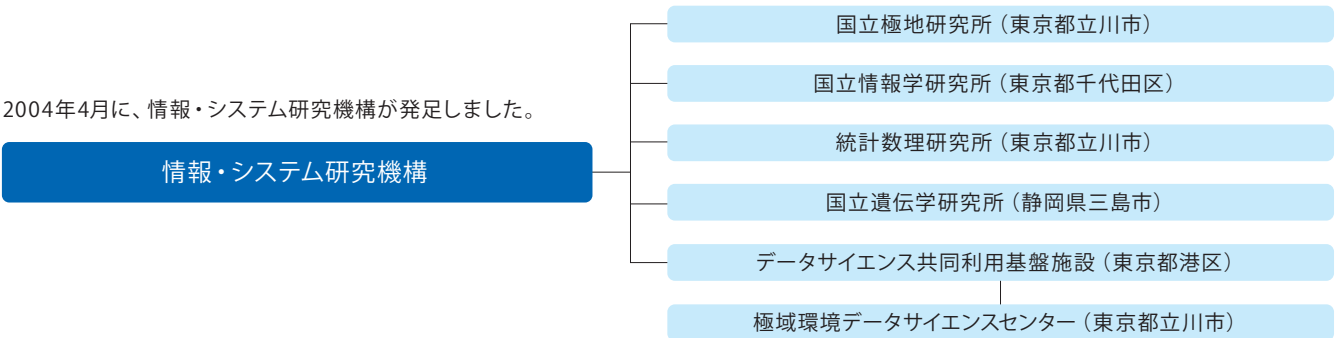 2004年4月に、情報・システム研究機構が発足しました。
情報・システム研究機構
国立極地研究所（東京都立川市）
国立情報学研究所（東京都千代田区）
統計数理研究所（東京都立川市）
国立遺伝学研究所（静岡県三島市）
データサイエンス共同利用基盤施設（東京都港区）
極域環境データサイエンスセンター（東京都立川市）